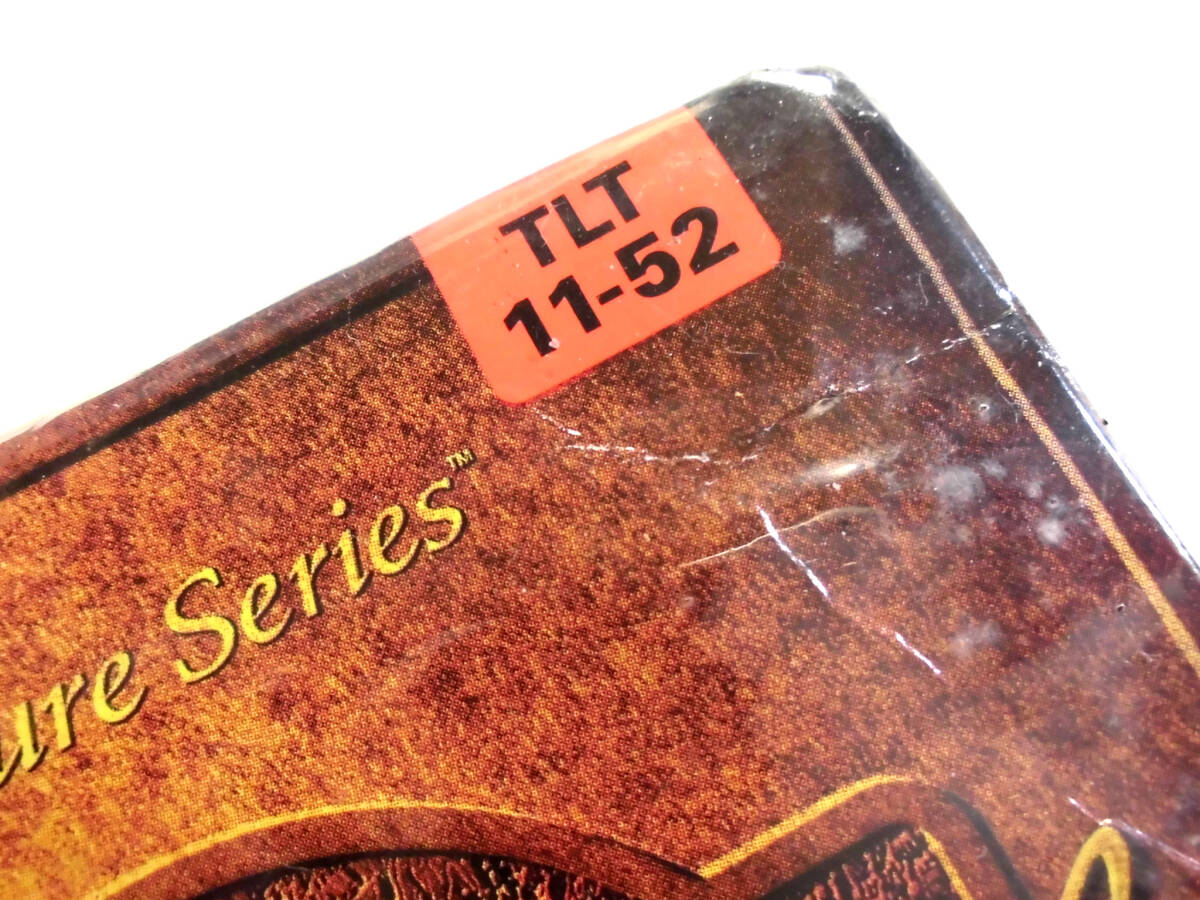 TLT
11-52
ure Series™